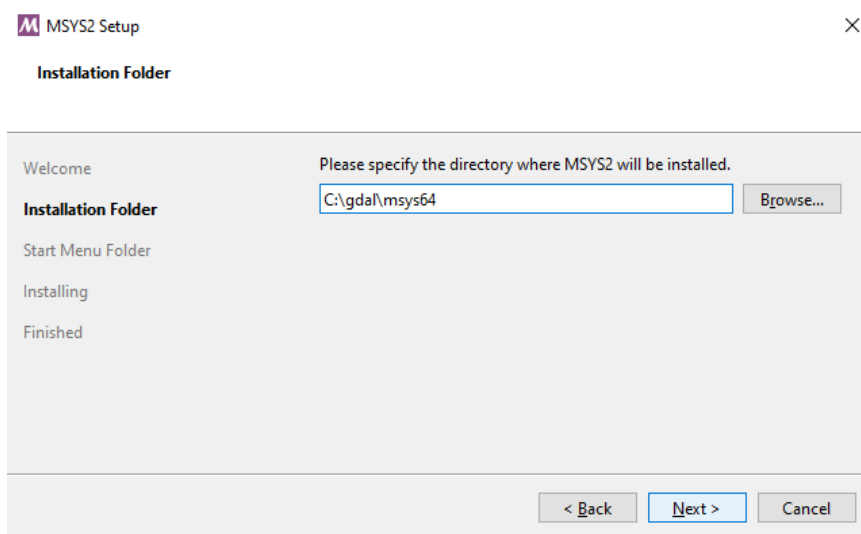 MSYS2 Setup
Installation Folder
Welcome
Installation Folder
Start Menu Folder
Installing
Finished
Please specify the directory where MSYS2 will be installed.
C:\gdal\msys64
Browse...
< Back
Next >
Cancel